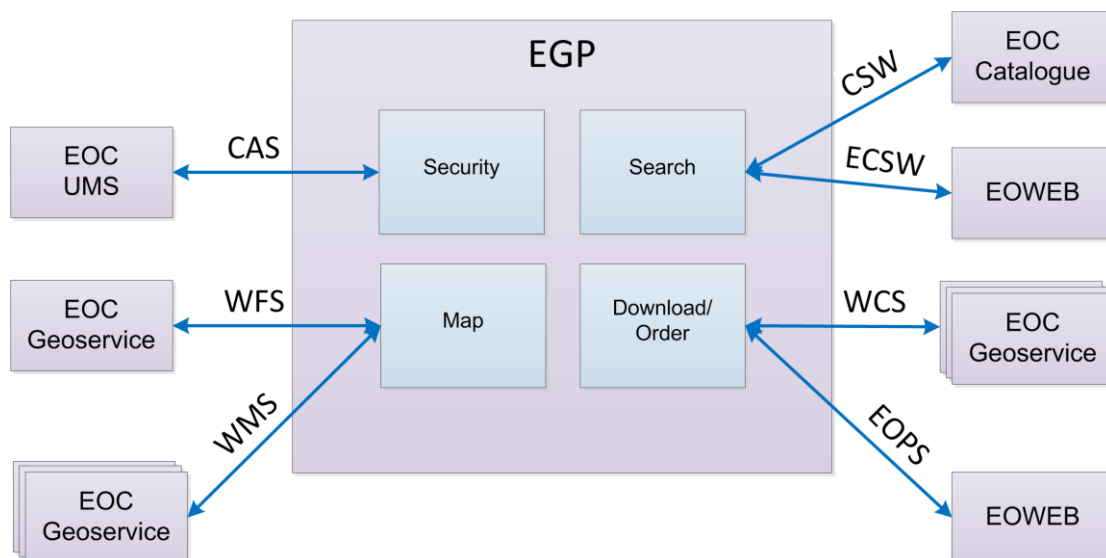 EGP
EOC
UMS
CAS
Security
Search
CSW
EOC
Catalogue
ECSW
EOWEB
EOC
Geoservice
WFS
Map
Download/
Order
WCS
EOC
Geoservice
WMS
EOC
Geoservice
EOPS
EOWEB